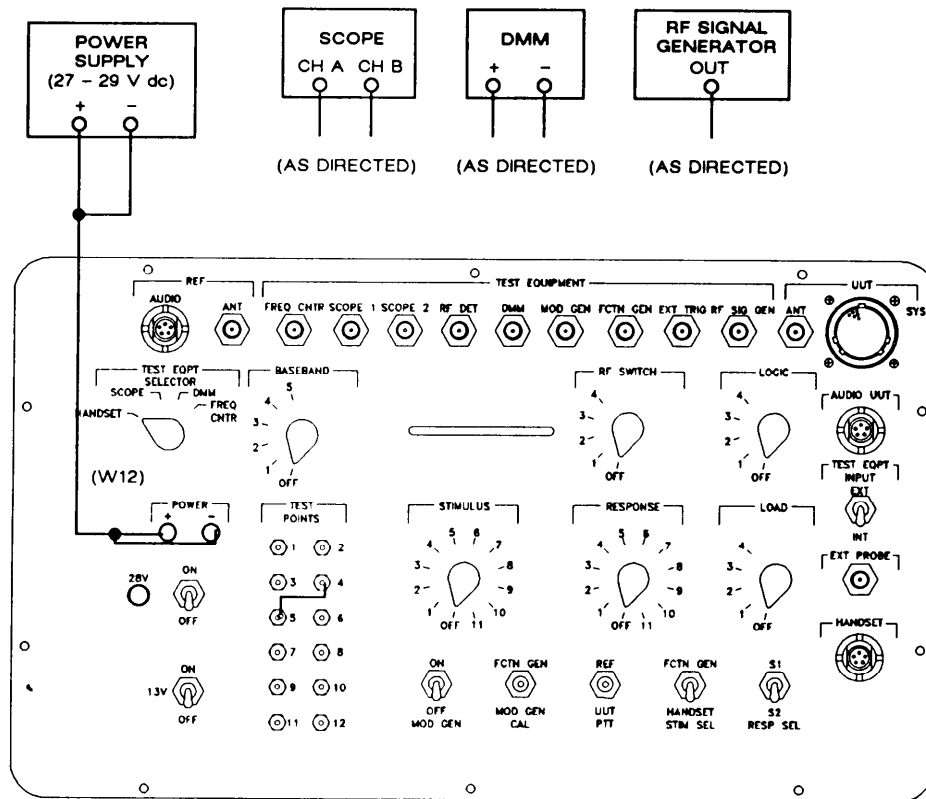 POWER SUPPLY (27 – 29 V dc)
+ –
SCOPE
CH A CH B
DMM
+ –
RF SIGNAL GENERATOR
OUT
(AS DIRECTED)
(AS DIRECTED)
(AS DIRECTED)
REF
TEST EQUIPMENT
UUT
AUDIO
ANT
FREQ CNTR
SCOPE 1
SCOPE 2
RF DET
DMM
MOD GEN
FCTN GEN
EXT TRIG
RF SIG GEN
ANT
SYS
TEST EQPT SELECTOR
SCOPE
DMM
HANDSET
FREQ CNTR
BASEBAND
5
4
3
2
1
OFF
RF SWITCH
4
3
2
1
OFF
LOGIC
4
3
2
1
OFF
AUDIO UUT
(W12)
TEST EQPT INPUT
EXT
INT
POWER
+ –
TEST POINTS
1 2
3 4
5 6
7 8
9 10
11 12
STIMULUS
5 6
4 7
3 8
2 9
1 10
OFF 11
RESPONSE
5 6
4 7
3 8
2 9
1 10
OFF 11
LOAD
4
3
2
1
OFF
EXT PROBE
28V
ON
OFF
HANDSET
13V
ON
OFF
ON
OFF
MOD GEN
FCTN GEN
MOD GEN
CAL
REF
UUT
PTT
FCTN GEN
HANDSET
STIM SEL
S1
S2
RESP SEL